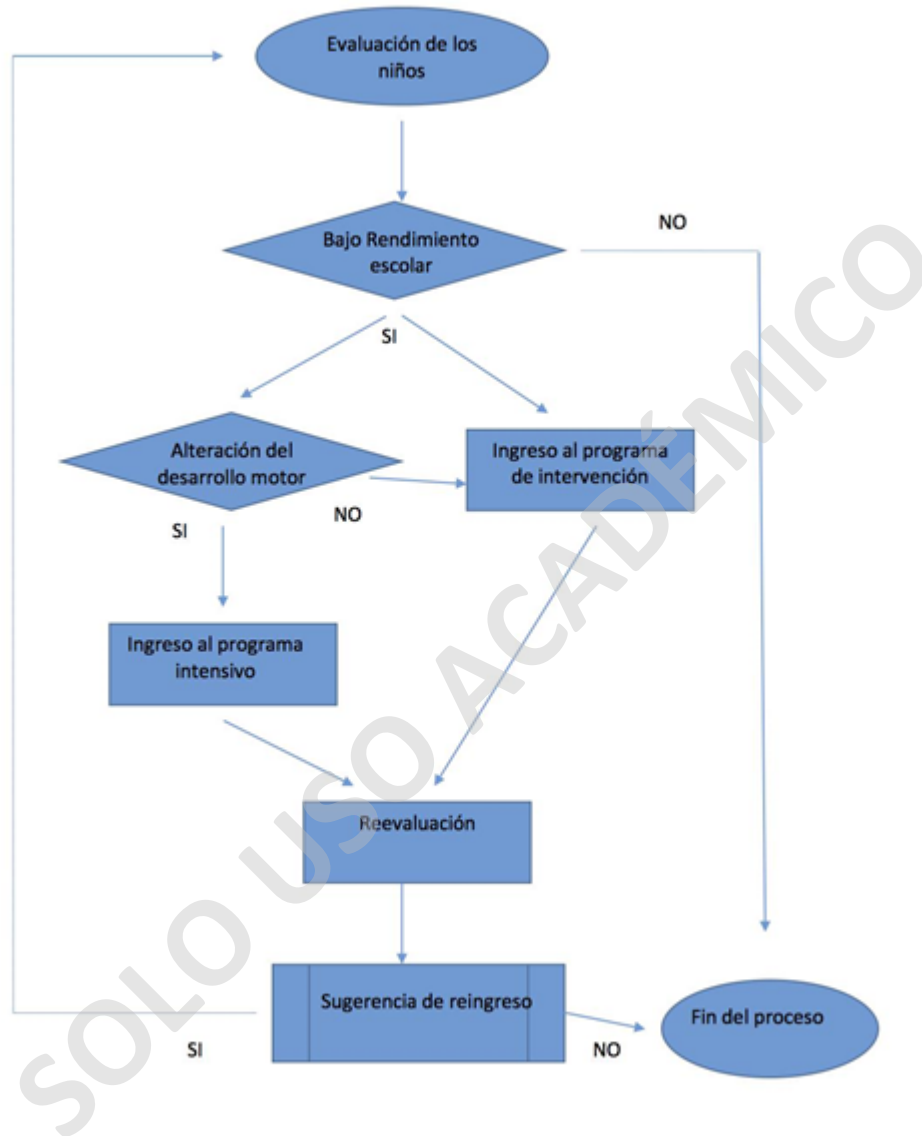 Evaluación de los
niños
Bajo Rendimiento
escolar
NO
SI
Alteración del
desarrollo motor
Ingreso al programa
de intervención
SI
NO
Ingreso al programa
intensivo
Reevaluación
Sugerencia de reingreso
Fin del proceso
SI
NO
SOLO USO ACADÉMICO